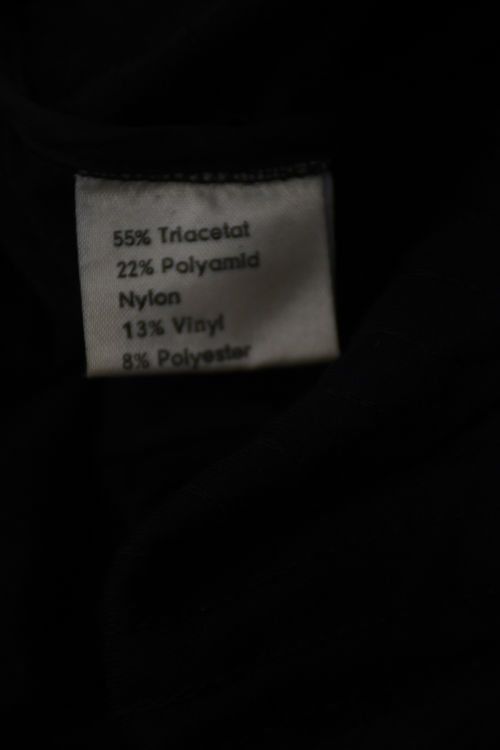 55% Triacetat
22% Polyamid
Nylon
13% Vinyl
8% Polyester